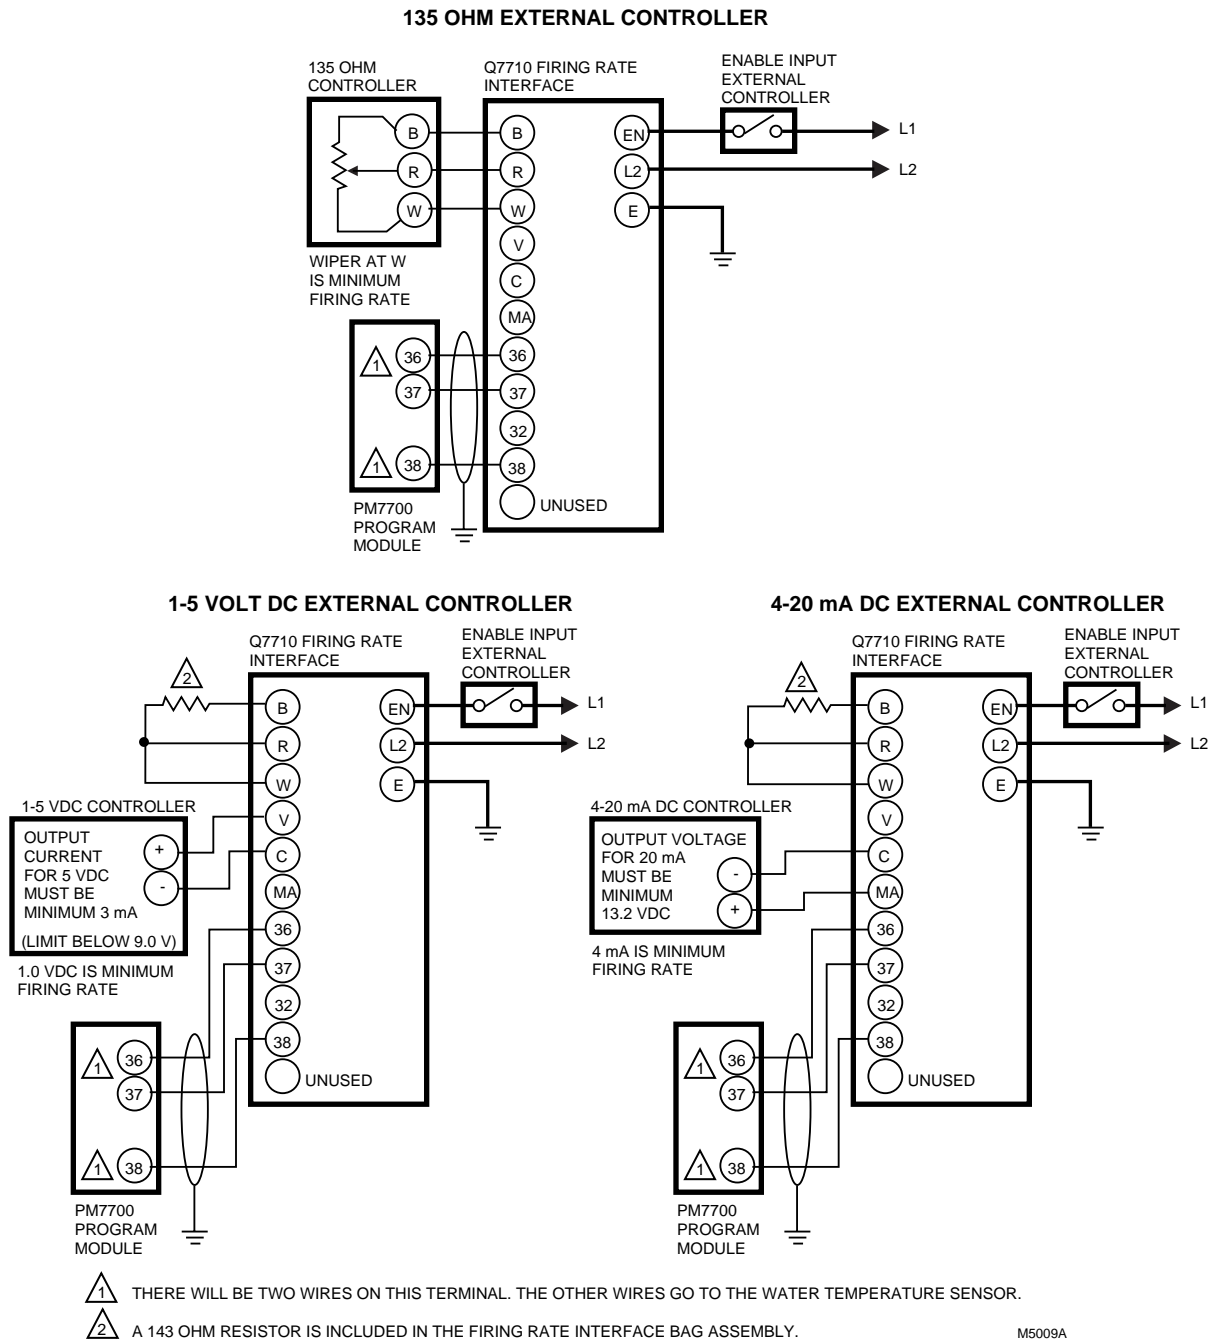 135 OHM EXTERNAL CONTROLLER
135 OHM
CONTROLLER
B
R
W
WIPER AT W
IS MINIMUM
FIRING RATE
Q7710 FIRING RATE
INTERFACE
B
R
W
V
C
MA
36
37
32
38
UNUSED
EN
L2
E
ENABLE INPUT
EXTERNAL
CONTROLLER
L1
L2
1
36
37
1
38
PM7700
PROGRAM
MODULE
1-5 VOLT DC EXTERNAL CONTROLLER
Q7710 FIRING RATE
INTERFACE
ENABLE INPUT
EXTERNAL
CONTROLLER
2
B
R
W
V
C
MA
36
37
32
38
UNUSED
EN
L2
E
L1
L2
1-5 VDC CONTROLLER
OUTPUT
CURRENT
FOR 5 VDC
MUST BE
MINIMUM 3 mA
(LIMIT BELOW 9.0 V)
+
-
1.0 VDC IS MINIMUM
FIRING RATE
1
36
37
1
38
PM7700
PROGRAM
MODULE
4-20 mA DC EXTERNAL CONTROLLER
Q7710 FIRING RATE
INTERFACE
ENABLE INPUT
EXTERNAL
CONTROLLER
2
B
R
W
V
C
MA
36
37
32
38
UNUSED
EN
L2
E
L1
L2
4-20 mA DC CONTROLLER
OUTPUT VOLTAGE
FOR 20 mA
MUST BE
MINIMUM
13.2 VDC
-
+
4 mA IS MINIMUM
FIRING RATE
1
36
37
1
38
PM7700
PROGRAM
MODULE
1 THERE WILL BE TWO WIRES ON THIS TERMINAL. THE OTHER WIRES GO TO THE WATER TEMPERATURE SENSOR.
2 A 143 OHM RESISTOR IS INCLUDED IN THE FIRING RATE INTERFACE BAG ASSEMBLY.
M5009A